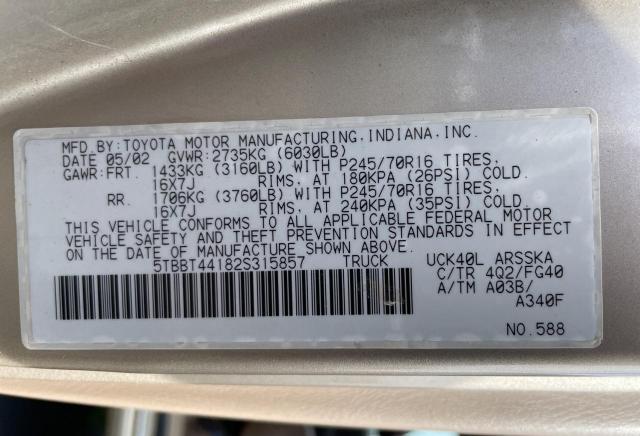 MFD.BY:TOYOTA MOTOR MANUFACTURING,INDIANA,INC.
DATE 05/02 GVWR:2735KG (6030LB)
GAWR:FRT. 1433KG (3160LB) WITH P245/70R16 TIRES,
16X7J RIMS, AT 180KPA (26PSI) COLD.
RR. 1706KG (3760LB) WITH P245/70R16 TIRES,
16X7J RIMS, AT 240KPA (35PSI) COLD.
THIS VEHICLE CONFORMS TO ALL APPLICABLE FEDERAL MOTOR
VEHICLE SAFETY AND THEFT PREVENTION STANDARDS IN EFFECT
ON THE DATE OF MANUFACTURE SHOWN ABOVE.
5TBBT44182S315857 TRUCK UCK40L ARSSKA
C/TR 4Q2/FG40
A/TM A03B/
A340F
NO.588